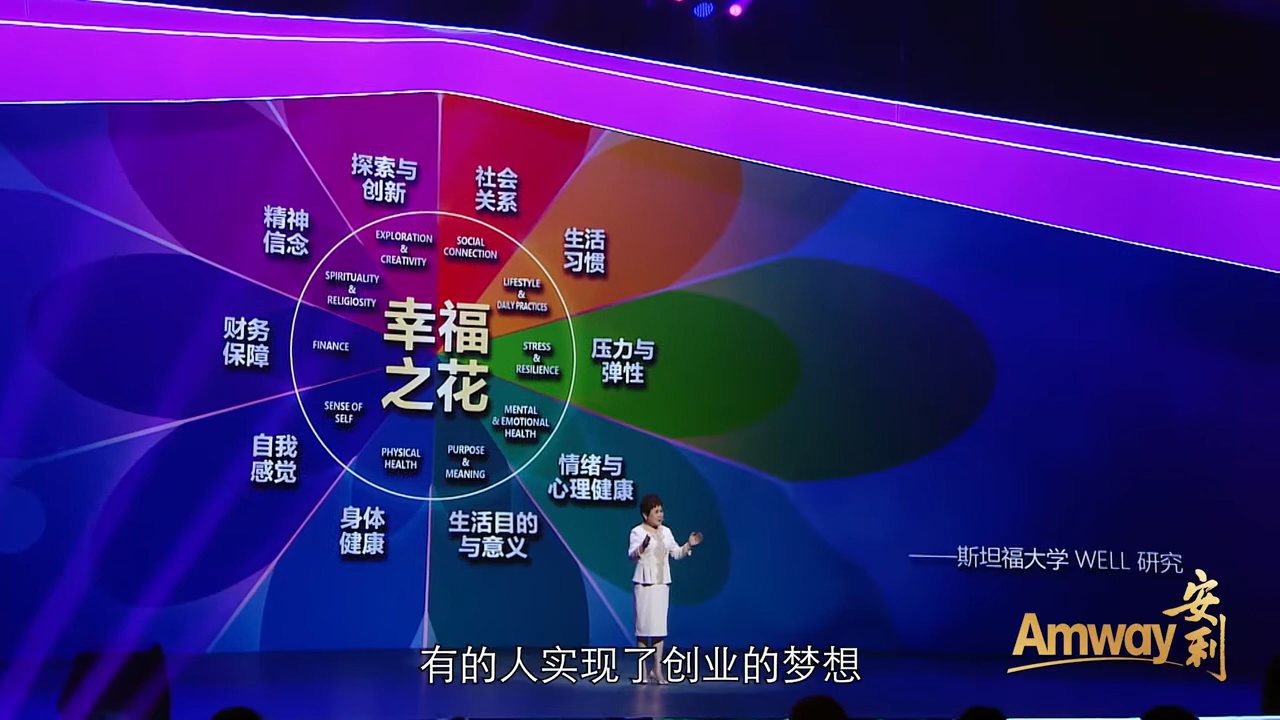 探索与
创新
社会
关系
精神
信念
生活
习惯
EXPLORATION
&
CREATIVITY
SOCIAL
CONNECTION
SPIRITUALITY
&
RELIGIOSITY
LIFESTYLE
&
DAILY PRACTICES
幸福
之花
财务
保障
FINANCE
STRESS
&
RESILIENCE
压力与
弹性
SENSE OF
SELF
MENTAL
& EMOTIONAL
HEALTH
自我
感觉
PHYSICAL
HEALTH
PURPOSE
&
MEANING
情绪与
心理健康
身体
健康
生活目的
与意义
——斯坦福大学 WELL 研究
Amway
安利
有的人实现了创业的梦想